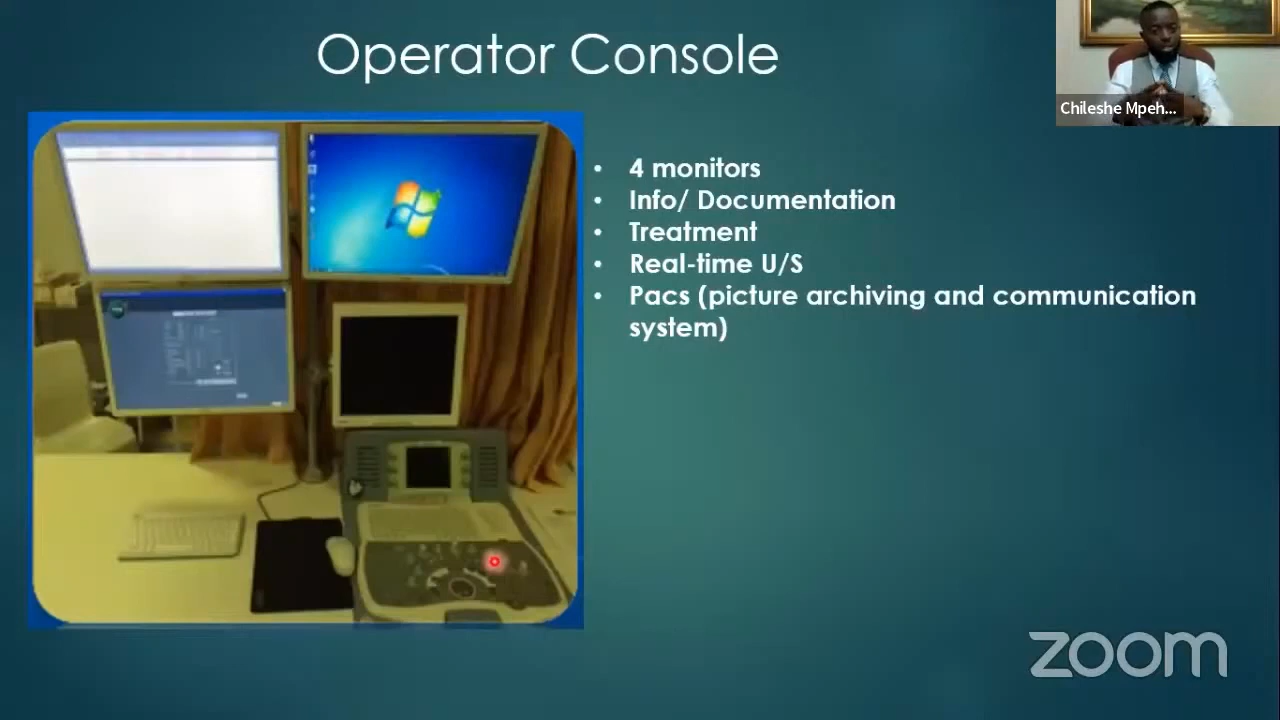 Operator Console
Chileshe Mpeh...
• 4 monitors
• Info/ Documentation
• Treatment
• Real-time U/S
• Pacs (picture archiving and communication
system)
zoom